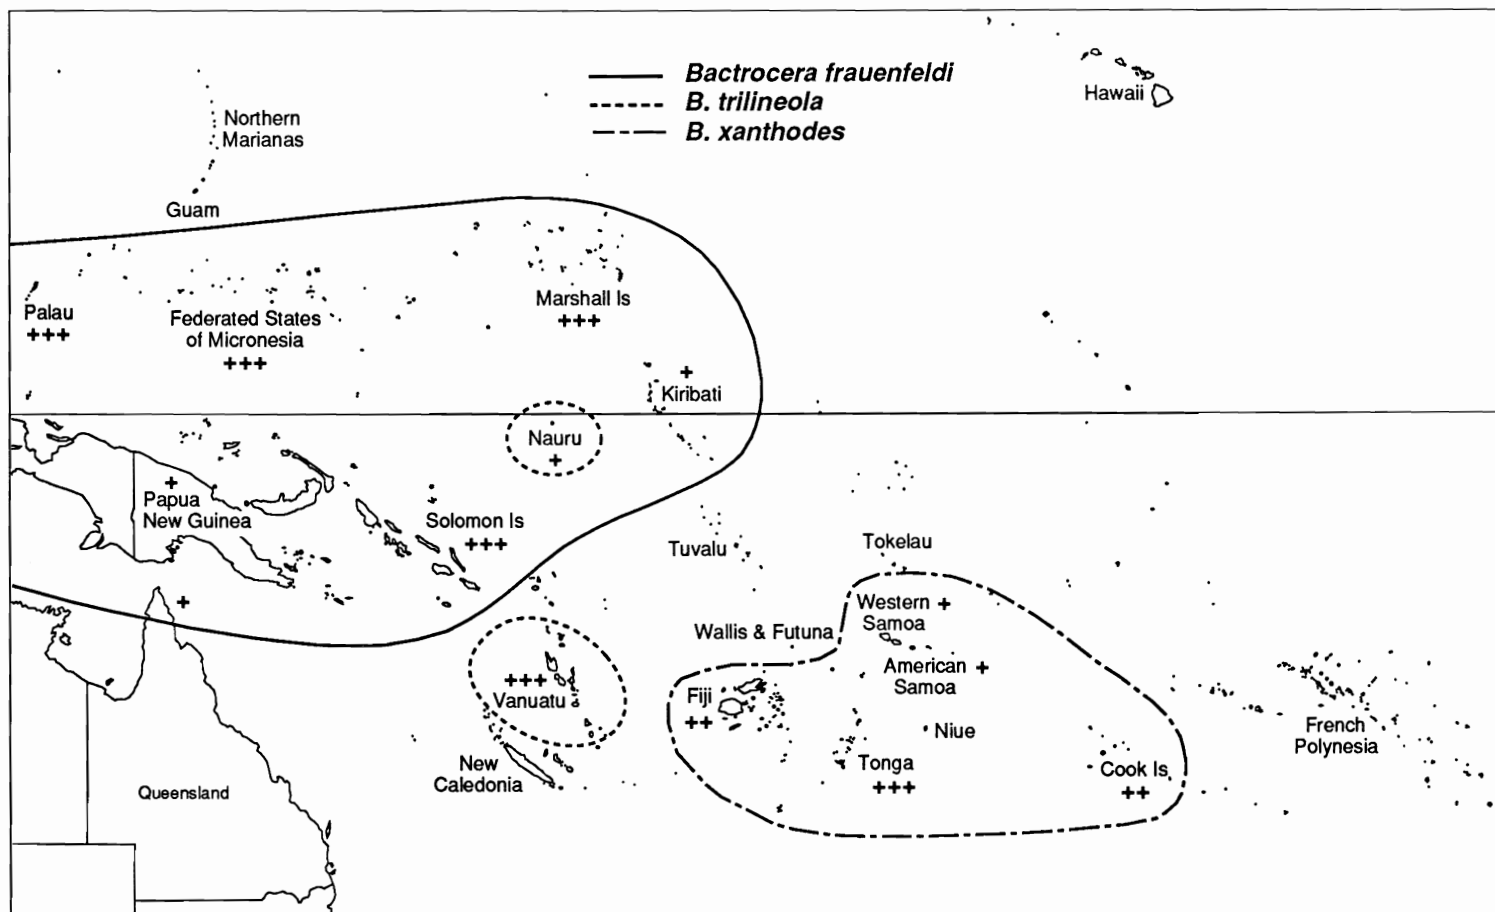 Bactrocera frauenfeldi
B. trilineola
B. xanthodes
Hawaii
Northern
Marianas
Guam
Palau
+++
Federated States
of Micronesia
+++
Marshall Is
+++
+
Kiribati
Nauru
+
+
Papua
New Guinea
Solomon Is
+++
+
Tuvalu
Tokelau
Western +
Samoa
Wallis & Futuna
American +
Samoa
+++
Vanuatu
Fiji
++
Niue
French
Polynesia
New
Caledonia
Tonga
+++
Cook Is
++
Queensland